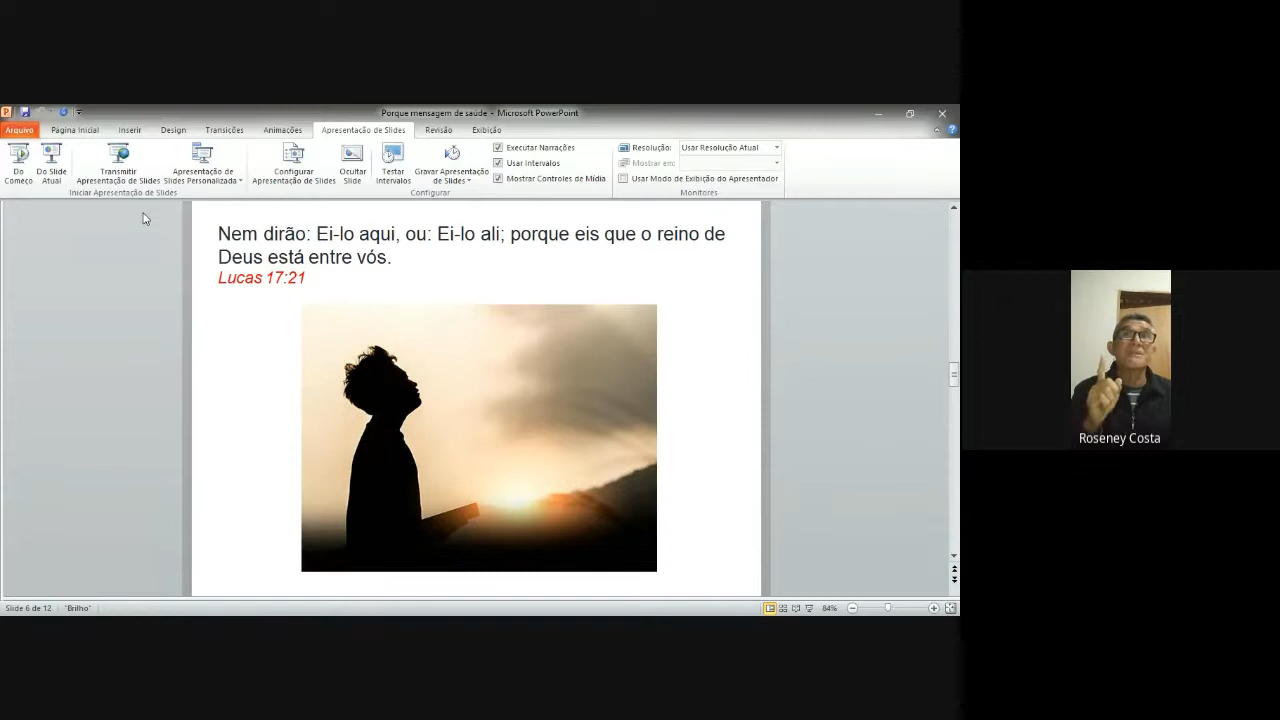 Porque mensagem de saúde - Microsoft PowerPoint
Arquivo Página Inicial Inserir Design Transições Animações Apresentação de Slides Revisão Exibição
Do Começo
Do Slide Atual
Transmitir Apresentação de Slides
Apresentação de Slides Personalizada
Iniciar Apresentação de Slides
Configurar Apresentação de Slides
Ocultar Slide
Testar Intervalos
Gravar Apresentação de Slides
Executar Narrações
Usar Intervalos
Mostrar Controles de Mídia
Configurar
Resolução: Usar Resolução Atual
Mostrar em:
Usar Modo de Exibição do Apresentador
Monitores
Nem dirão: Ei-lo aqui, ou: Ei-lo ali; porque eis que o reino de
Deus está entre vós.
Lucas 17:21
Roseney Costa
Slide 6 de 12 "Brilho" 84%